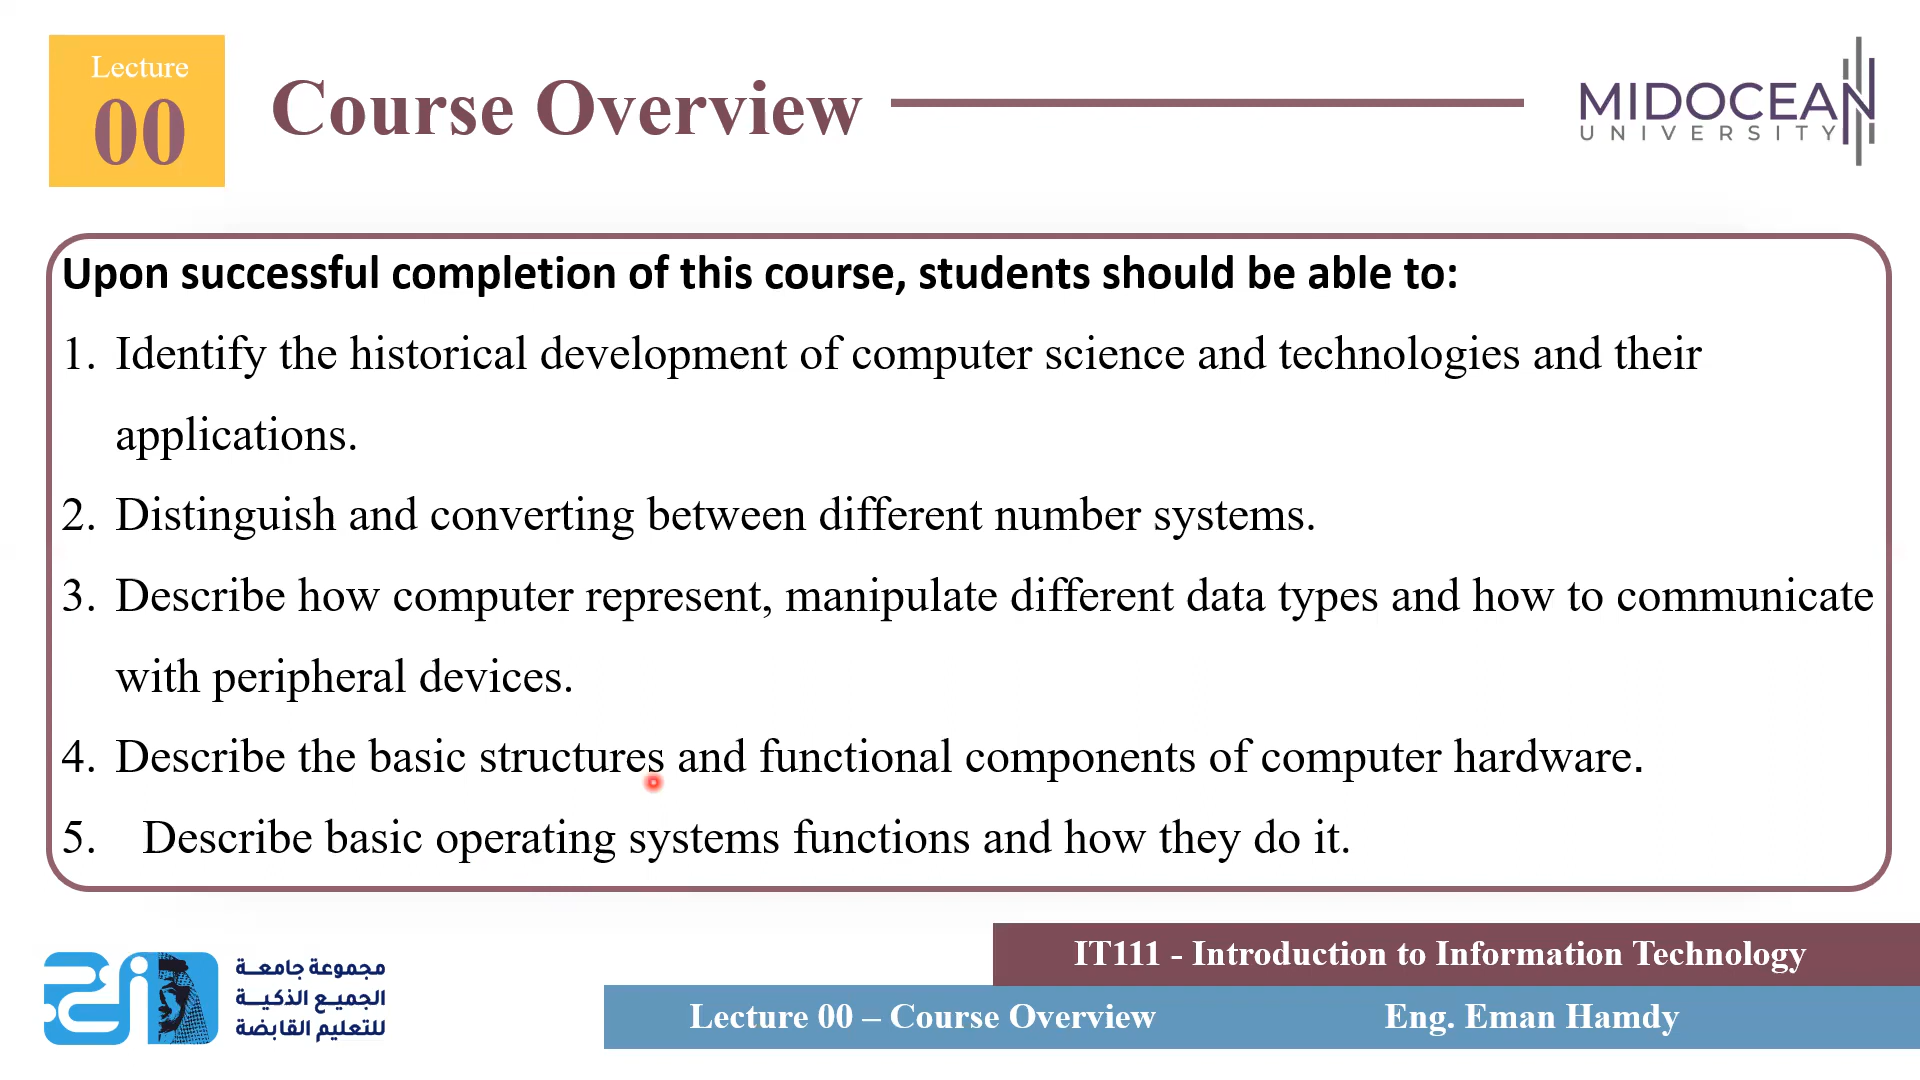 Lecture
00
Course Overview
MIDOCEAN
UNIVERSITY
Upon successful completion of this course, students should be able to:
1. Identify the historical development of computer science and technologies and their
applications.
2. Distinguish and converting between different number systems.
3. Describe how computer represent, manipulate different data types and how to communicate
with peripheral devices.
4. Describe the basic structures and functional components of computer hardware.
5. Describe basic operating systems functions and how they do it.
مجموعة جامعة
الجميع الذكية
للتعليم القابضة
IT111 - Introduction to Information Technology
Lecture 00 – Course Overview Eng. Eman Hamdy